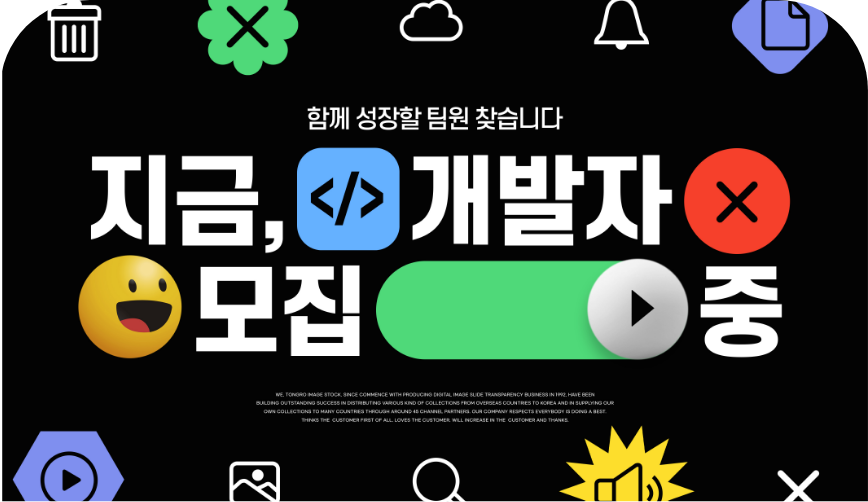 함께 성장할 팀원 찾습니다
지금, </> 개발자
모집 중
WE, TONGRO IMAGE STOCK, SINCE COMMENCE WITH PRODUCING DIGITAL IMAGE SLIDE TRANSPARENCY BUSINESS IN 1992, HAVE BEEN
BUILDING OUTSTANDING SUCCESS IN DISTRIBUTING VARIOUS KIND OF COLLECTIONS FROM OVERSEAS COUNTRIES TO KOREA AND IN SUPPLYING OUR
OWN COLLECTIONS TO MANY COUNTRIES THROUGH AROUND 40 CHANNEL PARTNERS. OUR COMPANY RESPECTS EVERYBODY IS DOING A BEST.
THINKS THE CUSTOMER FIRST OF ALL, LOVES THE CUSTOMER, WILL INCREASE IN THE CUSTOMER AND THANKS.